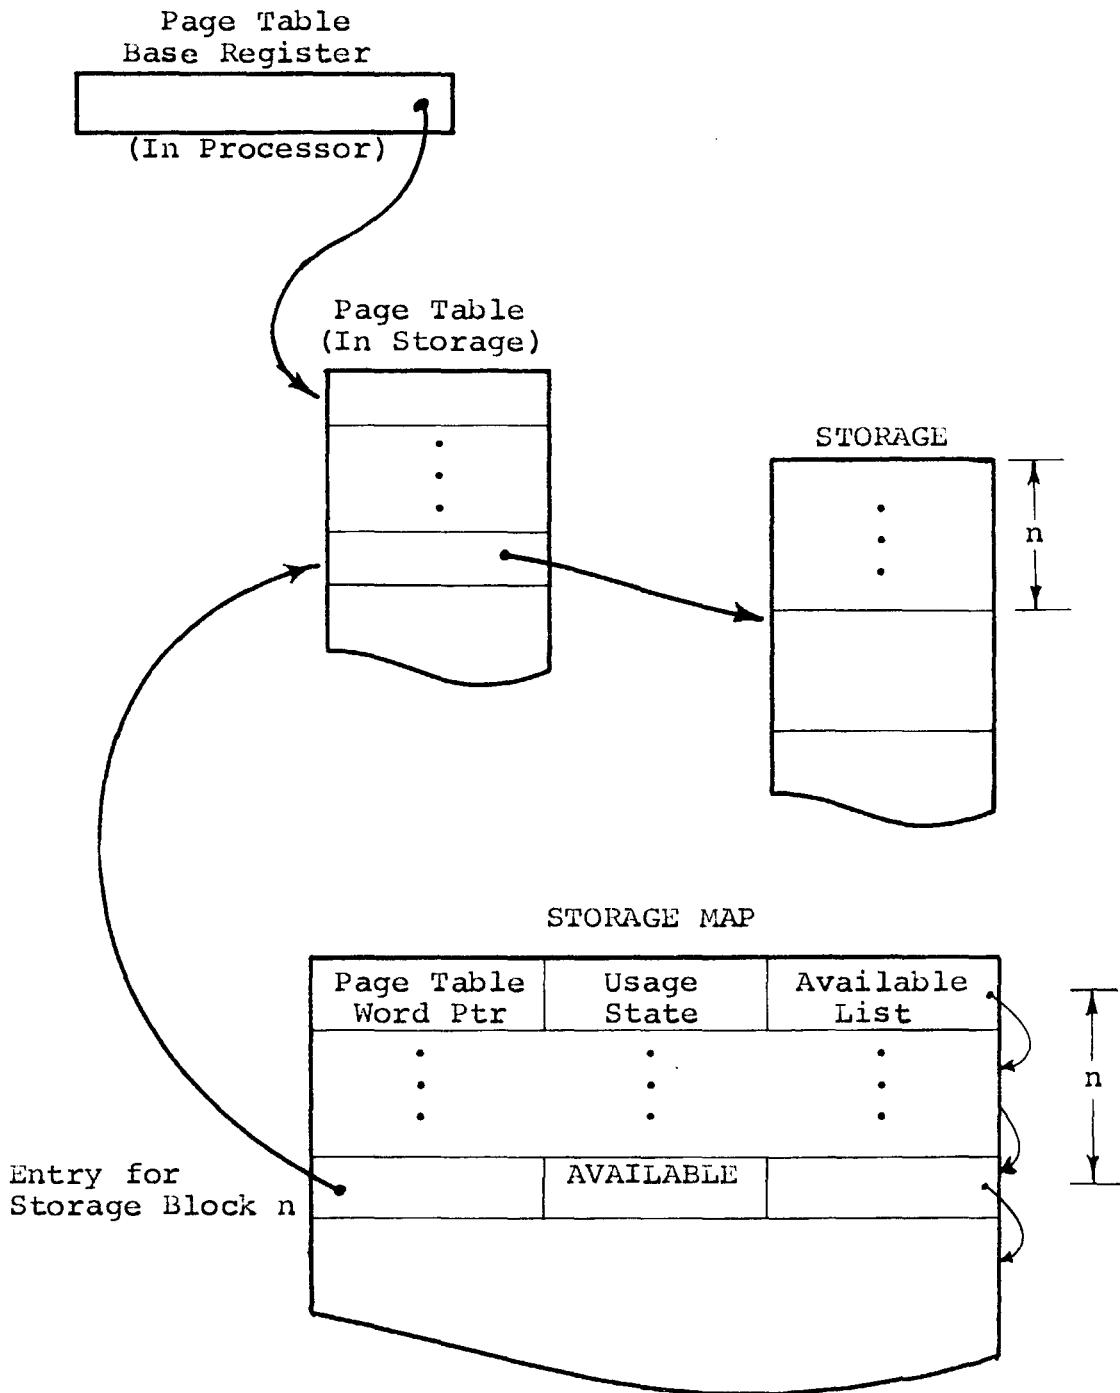 Page Table
Base Register
(In Processor)
Page Table
(In Storage)
STORAGE
n
STORAGE MAP
Page Table
Word Ptr
Usage
State
Available
List
n
Entry for
Storage Block n
AVAILABLE